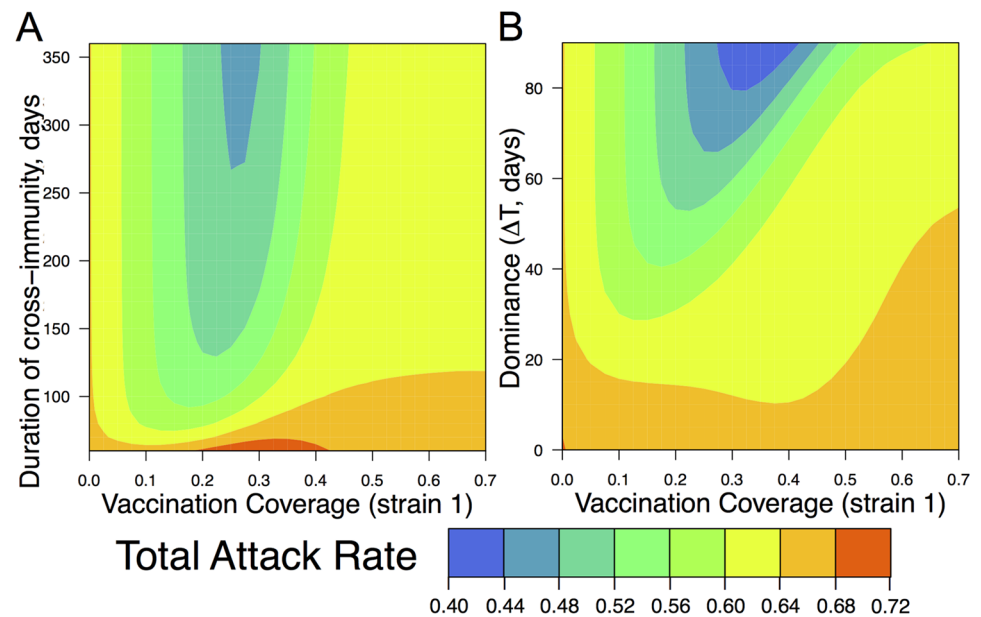 A
B
Duration of cross−immunity, days
350
300
250
200
150
100
0.0 0.1 0.2 0.3 0.4 0.5 0.6 0.7
Vaccination Coverage (strain 1)
Dominance (ΔT, days)
80
60
40
20
0
0.0 0.1 0.2 0.3 0.4 0.5 0.6 0.7
Vaccination Coverage (strain 1)
Total Attack Rate
0.40 0.44 0.48 0.52 0.56 0.60 0.64 0.68 0.72